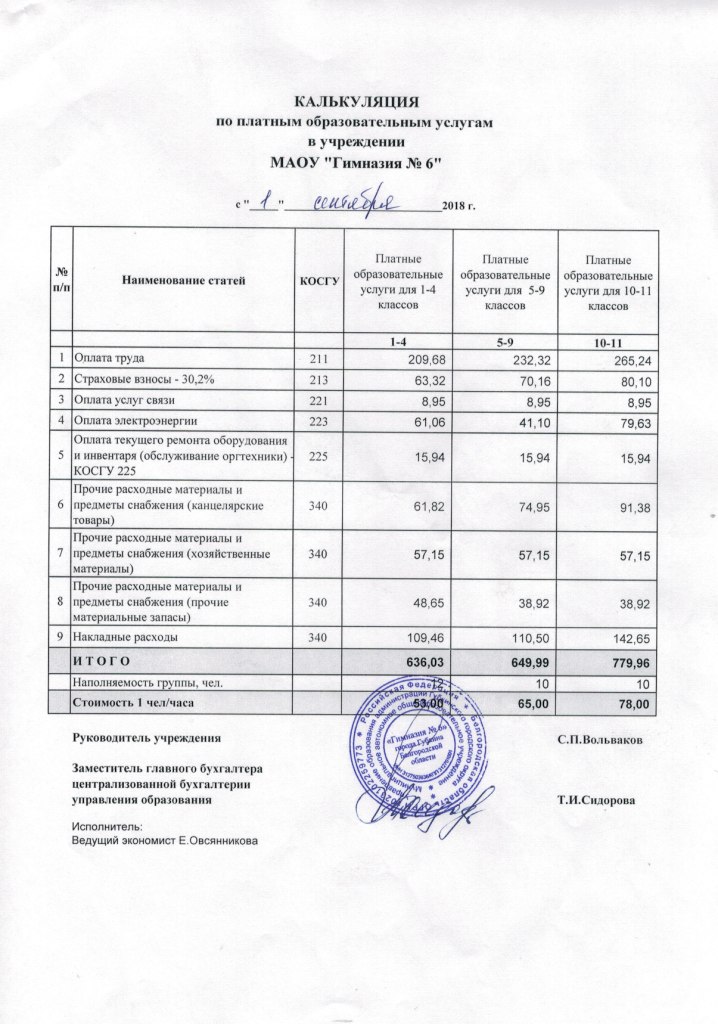 КАЛЬКУЛЯЦИЯ
по платным образовательным услугам
в учреждении
МАОУ "Гимназия № 6"
с "1" сентября 2018 г.
№ п/п Наименование статей КОСГУ Платные образовательные услуги для 1-4 классов Платные образовательные услуги для 5-9 классов Платные образовательные услуги для 10-11 классов
1-4 5-9 10-11
1 Оплата труда 211 209,68 232,32 265,24
2 Страховые взносы - 30,2% 213 63,32 70,16 80,10
3 Оплата услуг связи 221 8,95 8,95 8,95
4 Оплата электроэнергии 223 61,06 41,10 79,63
5 Оплата текущего ремонта оборудования
и инвентаря (обслуживание оргтехники) - 225 15,94 15,94 15,94
КОСГУ 225
Прочие расходные материалы и
6 предметы снабжения (канцелярские 340 61,82 74,95 91,38
товары)
Прочие расходные материалы и
7 предметы снабжения (хозяйственные 340 57,15 57,15 57,15
материалы)
Прочие расходные материалы и
8 предметы снабжения (прочие 340 48,65 38,92 38,92
материальные запасы)
9 Накладные расходы 340 109,46 110,50 142,65
И Т О Г О 636,03 649,99 779,96
Наполняемость группы, чел. 12 10 10
Стоимость 1 чел/часа 53,00 65,00 78,00
Российская Федерация
Белгородская область
«Гимназия № 6»
города Губкина
Белгородской
области
Руководитель учреждения С.П.Вольваков
Заместитель главного бухгалтера
централизованной бухгалтерии
управления образования Т.И.Сидорова
Исполнитель:
Ведущий экономист Е.Овсянникова